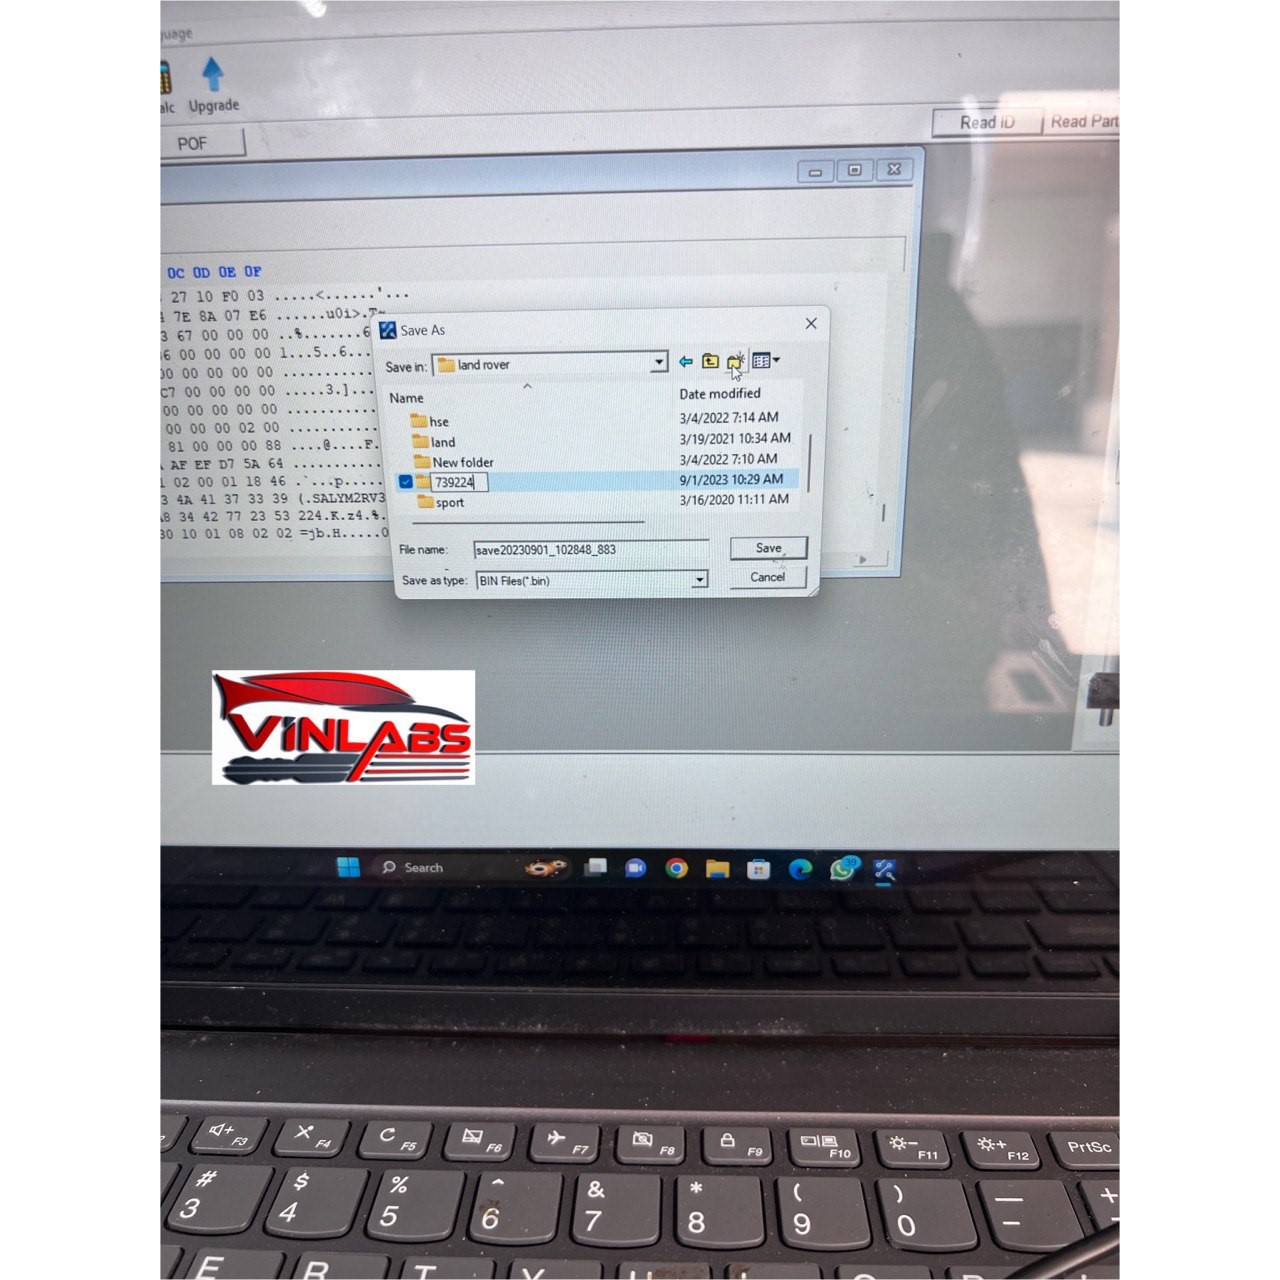 guage
alc Upgrade
POF
Read ID Read Part
0C 0D 0E 0F
27 10 F0 03 .....<......'...
7E 8A 07 E6 ......u0i>.T~
67 00 00 00 ..%.......6
00 00 00 00 1...5..6...
00 00 00 00 ............
C7 00 00 00 .....3.]...
00 00 00 00 ............
00 00 02 00
81 00 00 00 88 ....@....F.
AF EF D7 5A 64
02 00 01 18 46 .`...p.....
4A 41 37 33 39 (.SALYM2RV3
34 42 77 23 53 224.K.z4.%.
10 01 08 02 02 =jb.H.....0
Save As
Save in: land rover
Name Date modified
hse 3/4/2022 7:14 AM
land 3/19/2021 10:34 AM
New folder 3/4/2022 7:10 AM
739224 9/1/2023 10:29 AM
sport 3/16/2020 11:11 AM
File name: save20230901_102848_883 Save
Save as type: BIN Files(*.bin) Cancel
VINLABS
Search 39
F3 F4 F5 F6 F7 F8 F9 F10 F11 F12 PrtSc
# $ % ^ & * ( ) — +
3 4 5 6 7 8 9 0 -
E R T Y U